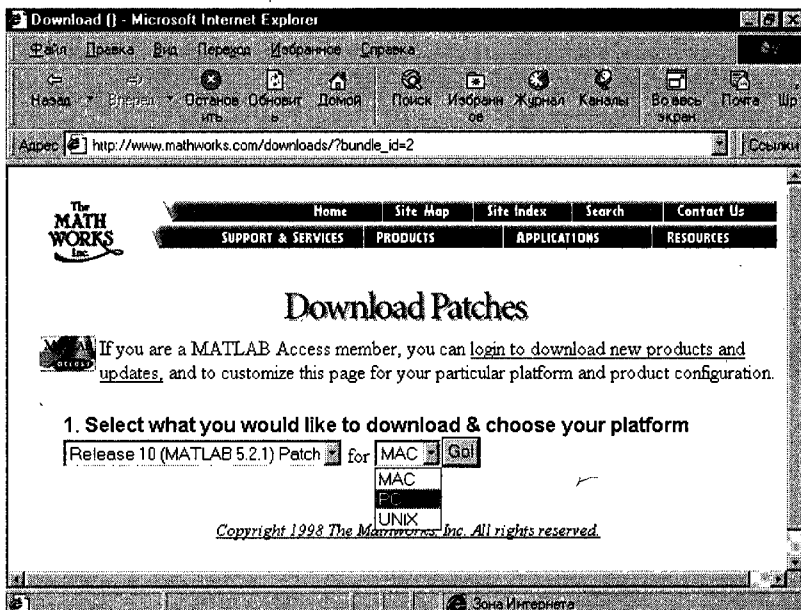 Download () - Microsoft Internet Explorer
Файл Правка Вид Переход Избранное Справка
Назад Вперед Останов ить Обновит ь Домой Поиск Избранн ое Журнал Каналы Во весь экран Почта Шр
Адрес http://www.mathworks.com/downloads/?bundle_id=2 Ссылки
The
MATH
WORKS
Inc.
Home Site Map Site Index Search Contact Us
SUPPORT & SERVICES PRODUCTS APPLICATIONS RESOURCES
Download Patches
If you are a MATLAB Access member, you can login to download new products and
updates, and to customize this page for your particular platform and product configuration.
1. Select what you would like to download & choose your platform
Release 10 (MATLAB 5.2.1) Patch for MAC Go!
MAC
PC
UNIX
Copyright 1998 The Mathworks, Inc. All rights reserved.
Зона Интернета